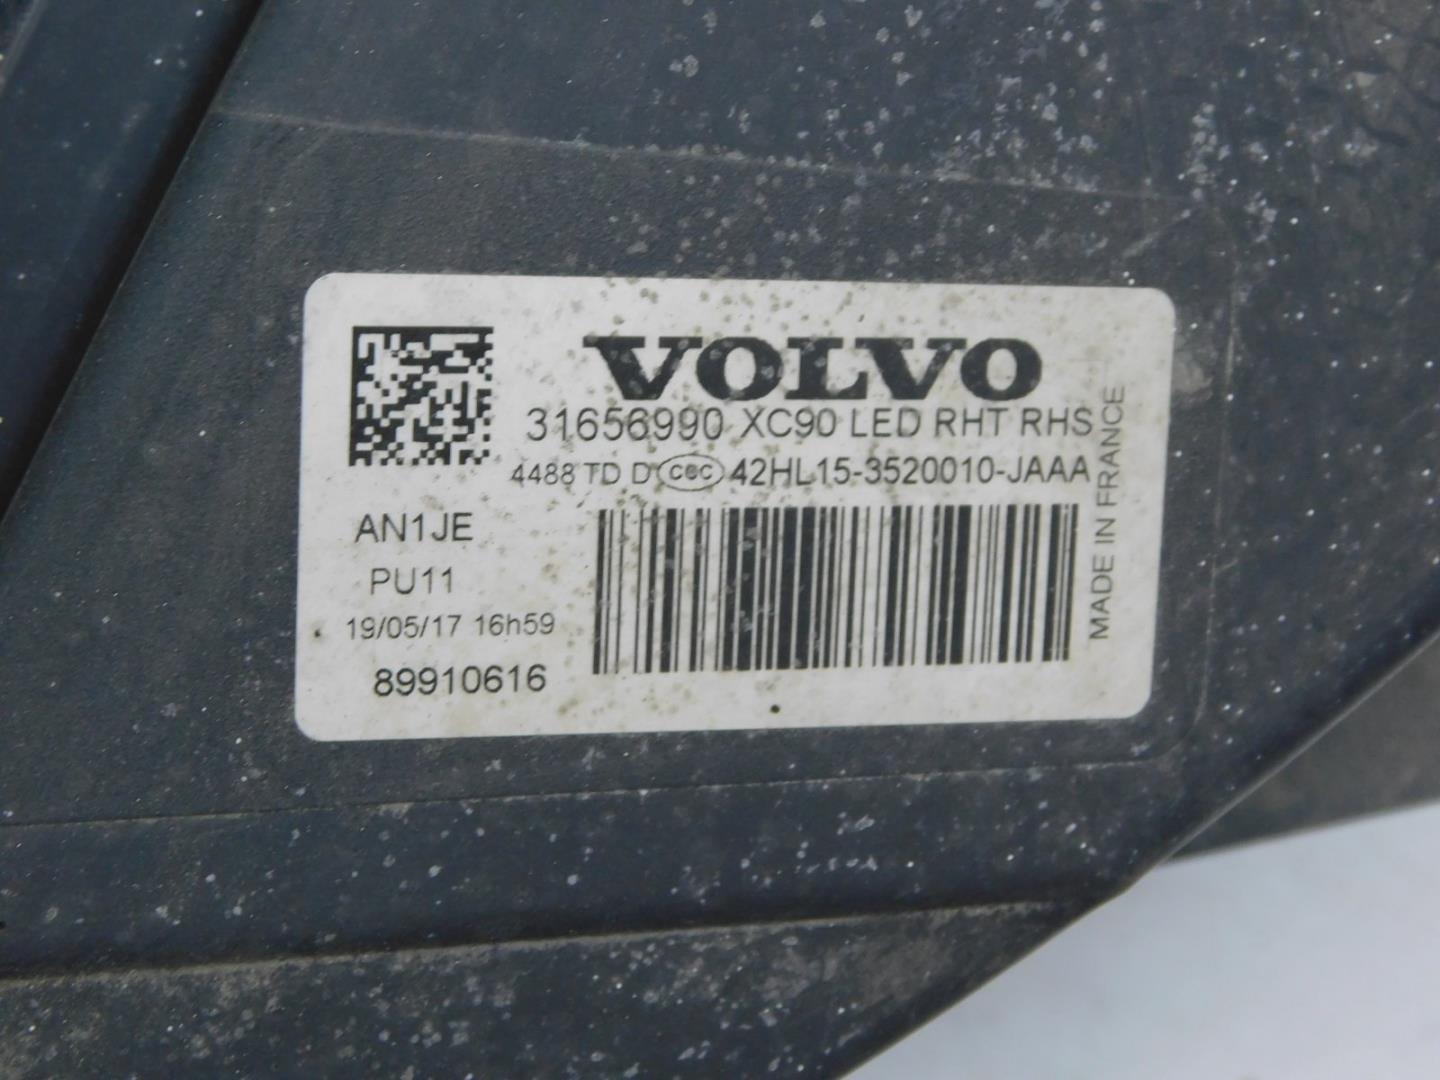 VOLVO
31656990 XC90 LED RHT RHS
4488 TD D CCC 42HL15-3520010-JAAA
AN1JE
PU11
19/05/17 16h59
89910616
MADE IN FRANCE